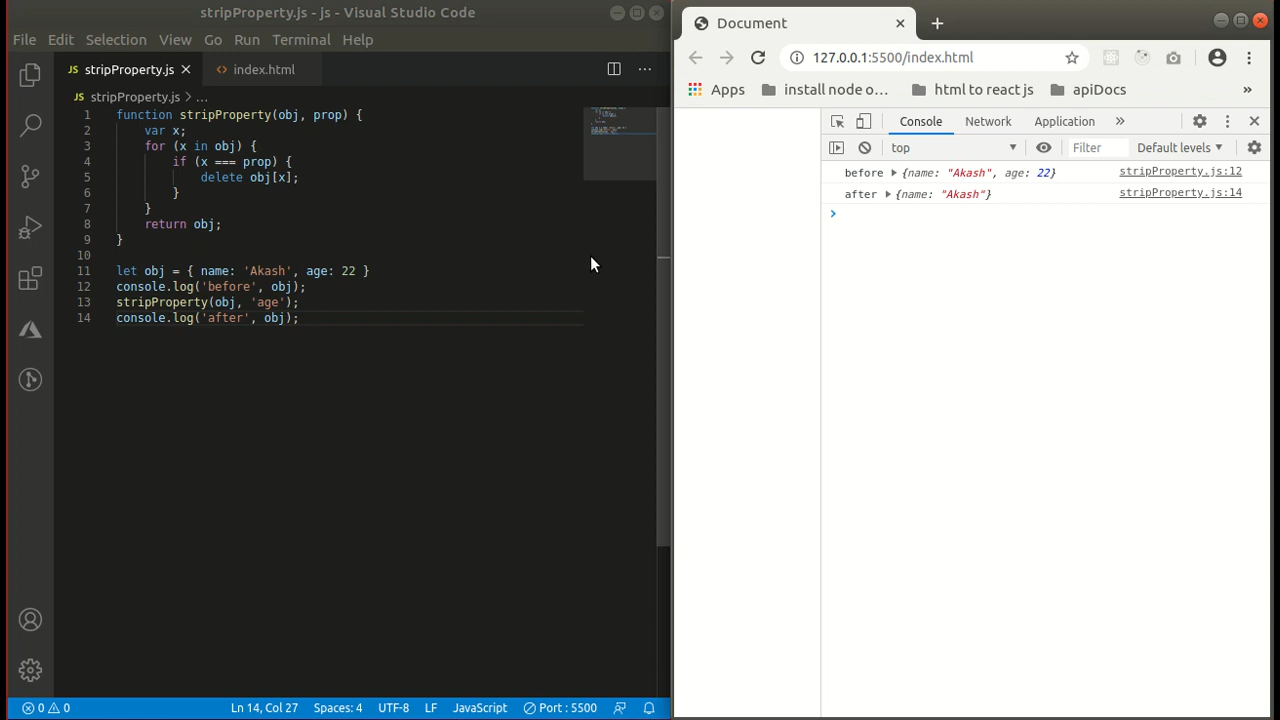 stripProperty.js - js - Visual Studio Code
File Edit Selection View Go Run Terminal Help
JS stripProperty.js
<> index.html
JS stripProperty.js > ...
1 function stripProperty(obj, prop) {
2     var x;
3     for (x in obj) {
4         if (x === prop) {
5             delete obj[x];
6         }
7     }
8     return obj;
9 }
10
11 let obj = { name: 'Akash', age: 22 }
12 console.log('before', obj);
13 stripProperty(obj, 'age');
14 console.log('after', obj);
0 0 Ln 14, Col 27 Spaces: 4 UTF-8 LF JavaScript Port : 5500
Document
127.0.0.1:5500/index.html
Apps install node o... html to react js apiDocs »
Console Network Application »
top Filter Default levels
before {name: "Akash", age: 22} stripProperty.js:12
after {name: "Akash"} stripProperty.js:14
>